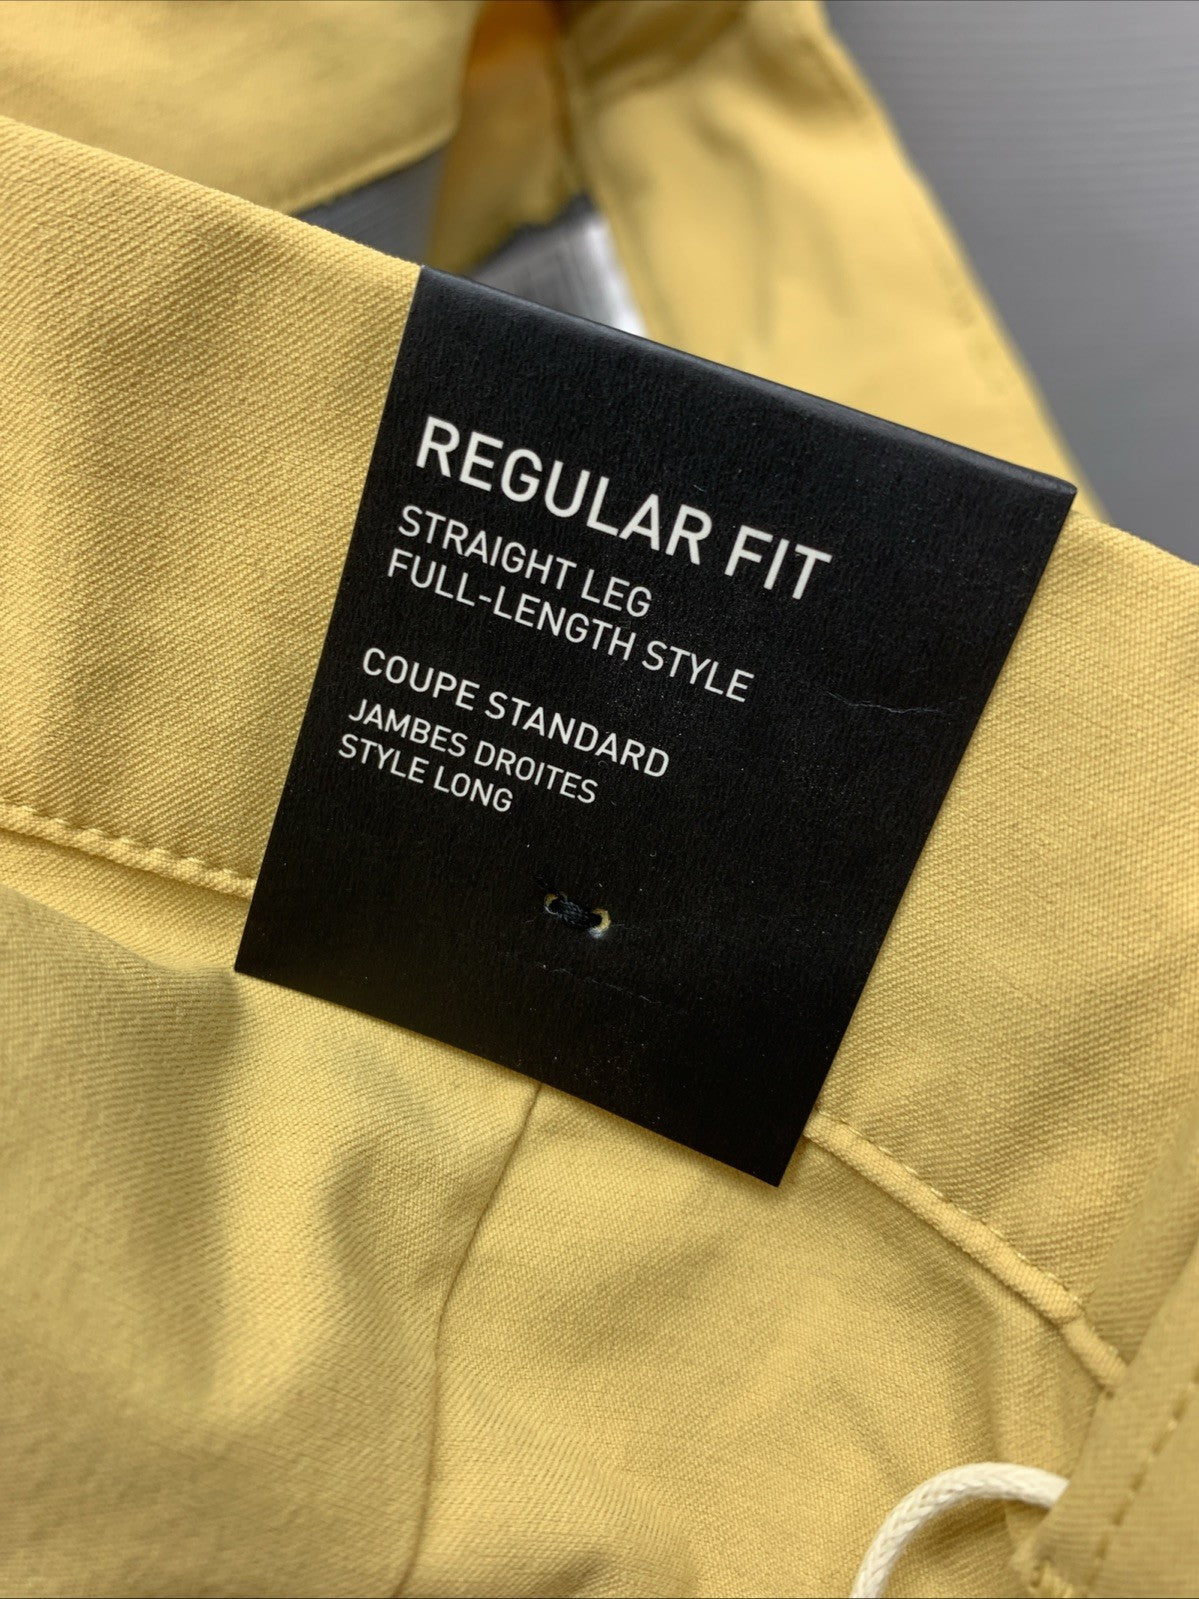 REGULAR FIT
STRAIGHT LEG
FULL-LENGTH STYLE
COUPE STANDARD
JAMBES DROITES
STYLE LONG